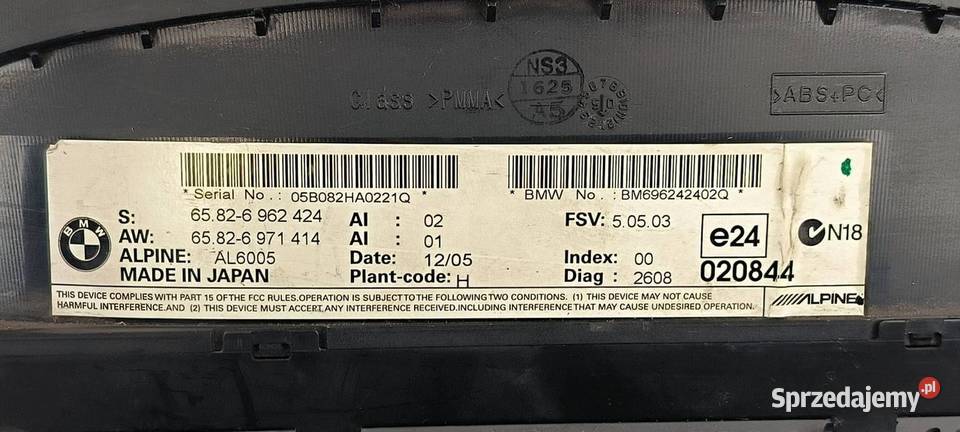 NS3
1625
A5
Class >PMMA<
>ABS+PC<
* Serial No. : 05B082HA0221Q *
* BMW No. : BM696242402Q *
BMW
S: 65.82-6 962 424 AI : 02 FSV: 5.05.03
AW: 65.82-6 971 414 AI : 01
ALPINE: AL6005 Date: 12/05 Index: 00
MADE IN JAPAN Plant-code: H Diag : 2608
e24
020844
N18
THIS DEVICE COMPLIES WITH PART 15 OF THE FCC RULES.OPERATION IS SUBJECT TO THE FOLLOWING TWO CONDITIONS. (1) THIS DEVICE MAY NOT CAUSE
HARMFUL INTERFERENCE.AND (2) THIS DEVICE MUST ACCEPT ANY INTERFERENCE RECEIVED.INCLUDING INTERFERENCE THAT MAY CAUSE UNDESIRED OPERATION.
ALPINE
Sprzedajemy.pl